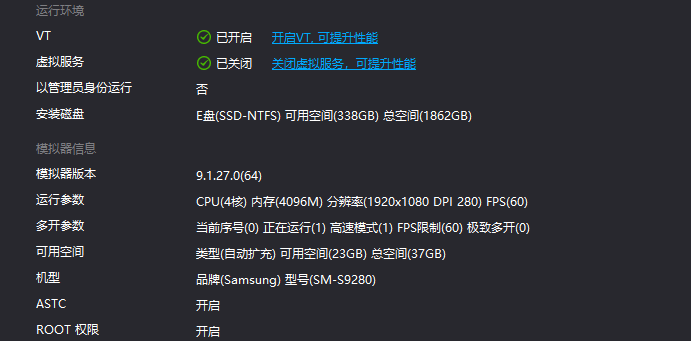 运行环境
VT 已开启 开启VT, 可提升性能
虚拟服务 已关闭 关闭虚拟服务，可提升性能
以管理员身份运行 否
安装磁盘 E盘(SSD-NTFS) 可用空间(338GB) 总空间(1862GB)
模拟器信息
模拟器版本 9.1.27.0(64)
运行参数 CPU(4核) 内存(4096M) 分辨率(1920x1080 DPI 280) FPS(60)
多开参数 当前序号(0) 正在运行(1) 高速模式(1) FPS限制(60) 极致多开(0)
可用空间 类型(自动扩充) 可用空间(23GB) 总空间(37GB)
机型 品牌(Samsung) 型号(SM-S9280)
ASTC 开启
ROOT 权限 开启